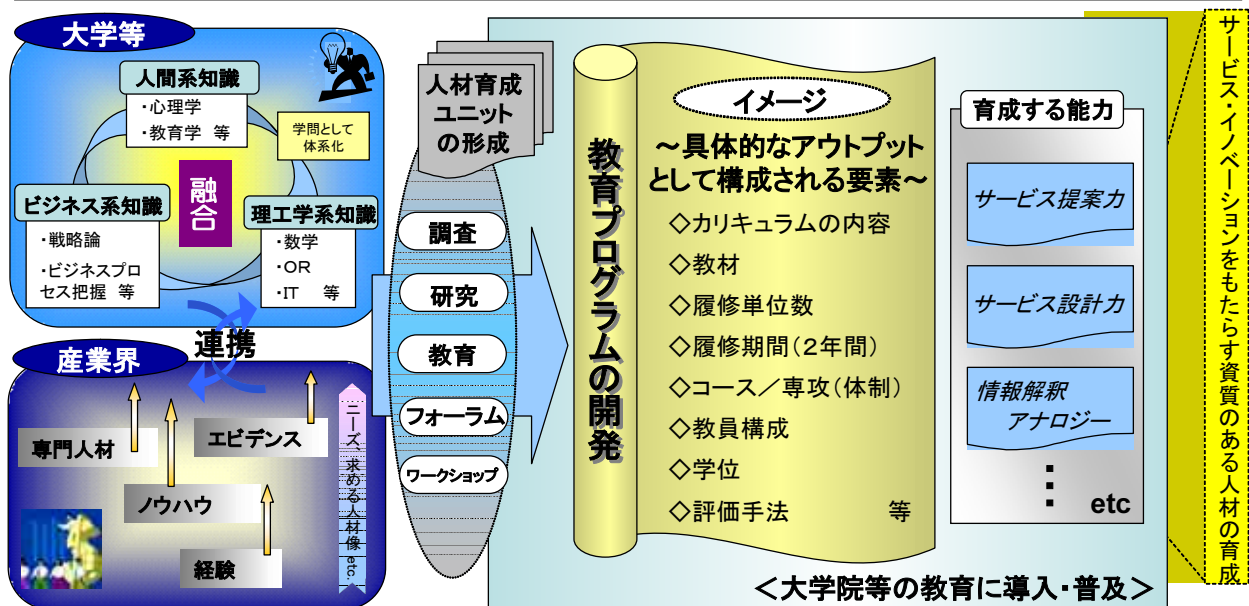 大学等
人間系知識
・心理学
・教育学 等
学問として
体系化
融合
ビジネス系知識
・戦略論
・ビジネスプロ
セス把握 等
理工学系知識
・数学
・OR
・IT 等
連携
産業界
専門人材
エビデンス
ノウハウ
経験
ニーズ、求める人材像 etc.
人材育成
ユニット
の形成
調査
研究
教育
フォーラム
ワークショップ
教育プログラムの開発
イメージ
～具体的なアウトプット
として構成される要素～
◇カリキュラムの内容
◇教材
◇履修単位数
◇履修期間(2年間)
◇コース／専攻(体制)
◇教員構成
◇学位
◇評価手法 等
育成する能力
サービス提案力
サービス設計力
情報解釈
アナロジー
etc
＜大学院等の教育に導入・普及＞
サービス・イノベーションをもたらす資質のある人材の育成